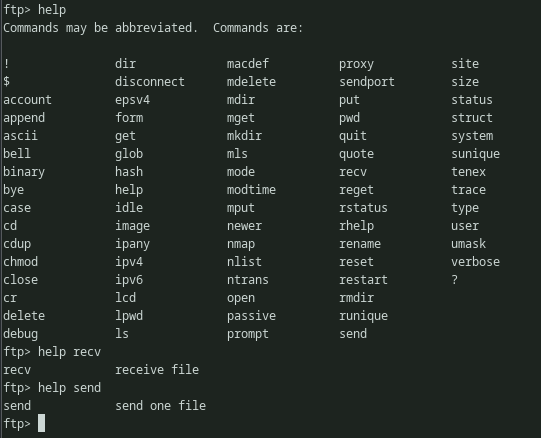 ftp> help
Commands may be abbreviated.  Commands are:

!               dir             macdef          proxy           site
$               disconnect      mdelete         sendport        size
account         epsv4           mdir            put             status
append          form            mget            pwd             struct
ascii           get             mkdir           quit            system
bell            glob            mls             quote           sunique
binary          hash            mode            recv            tenex
bye             help            modtime         reget           trace
case            idle            mput            rstatus         type
cd              image           newer           rhelp           user
cdup            ipany           nmap            rename          umask
chmod           ipv4            nlist           reset           verbose
close           ipv6            ntrans          restart         ?
cr              lcd             open            rmdir
delete          lpwd            passive         runique
debug           ls              prompt          send
ftp> help recv
recv            receive file
ftp> help send
send            send one file
ftp>